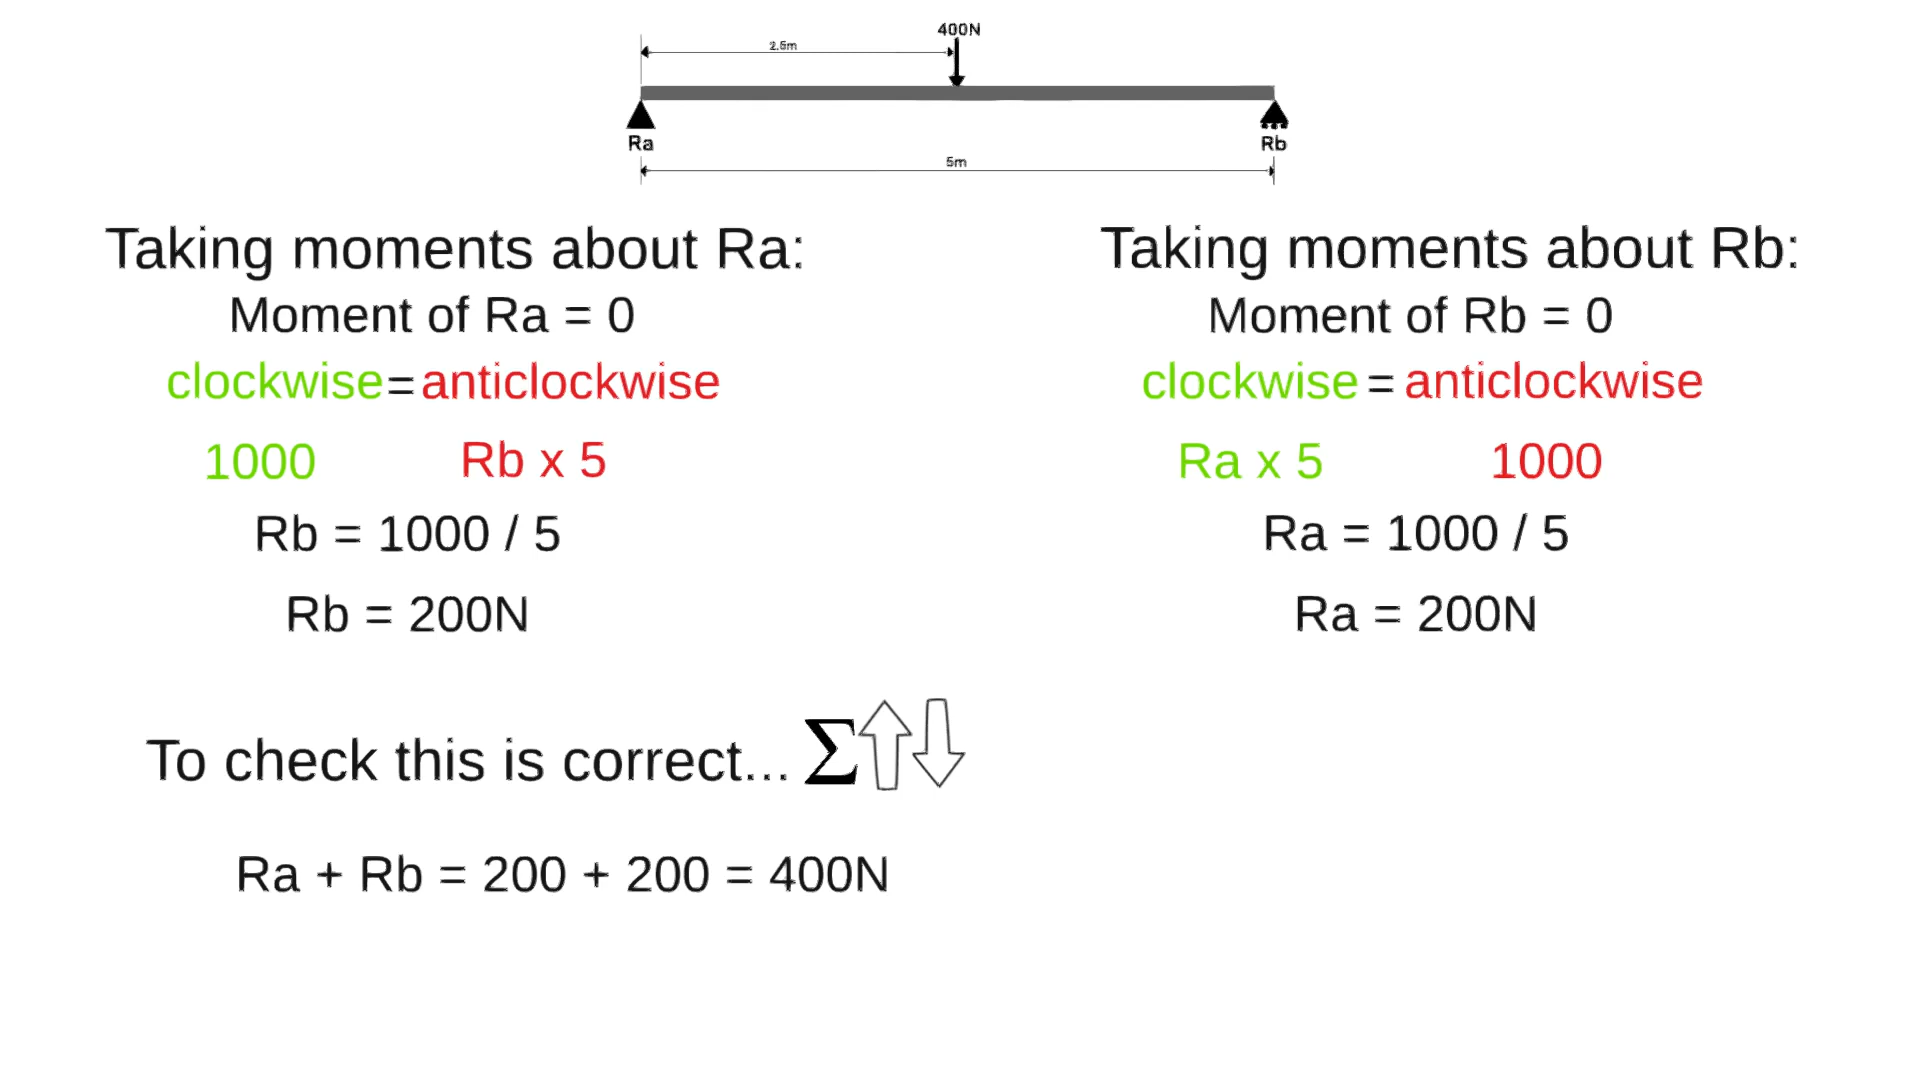 400N
2.5m
Ra
Rb
5m
Taking moments about Ra:
Moment of Ra = 0
clockwise = anticlockwise
1000 Rb x 5
Rb = 1000 / 5
Rb = 200N
Taking moments about Rb:
Moment of Rb = 0
clockwise = anticlockwise
Ra x 5 1000
Ra = 1000 / 5
Ra = 200N
To check this is correct... Σ
Ra + Rb = 200 + 200 = 400N